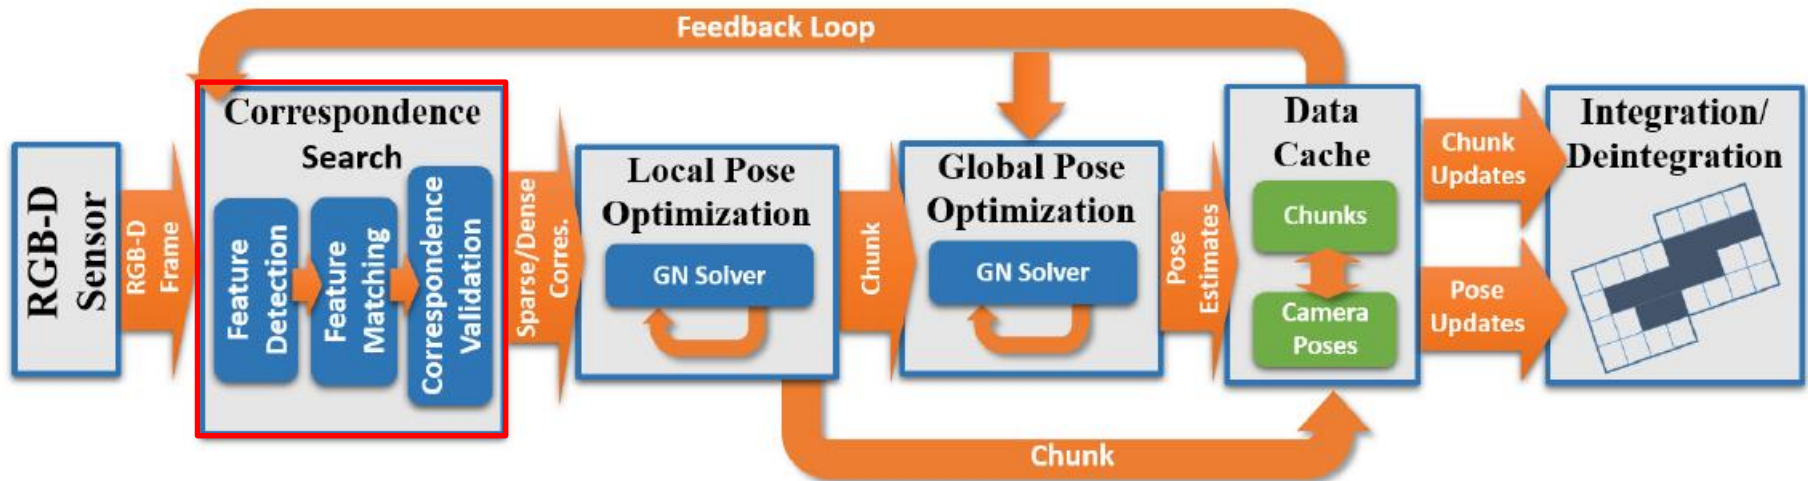 Feedback Loop
RGB-D
Sensor
RGB-D
Frame
Correspondence
Search
Feature
Detection
Feature
Matching
Correspondence
Validation
Sparse/Dense
Corres.
Local Pose
Optimization
GN Solver
Chunk
Global Pose
Optimization
GN Solver
Pose
Estimates
Data
Cache
Chunks
Camera
Poses
Chunk
Updates
Pose
Updates
Integration/
Deintegration
Chunk